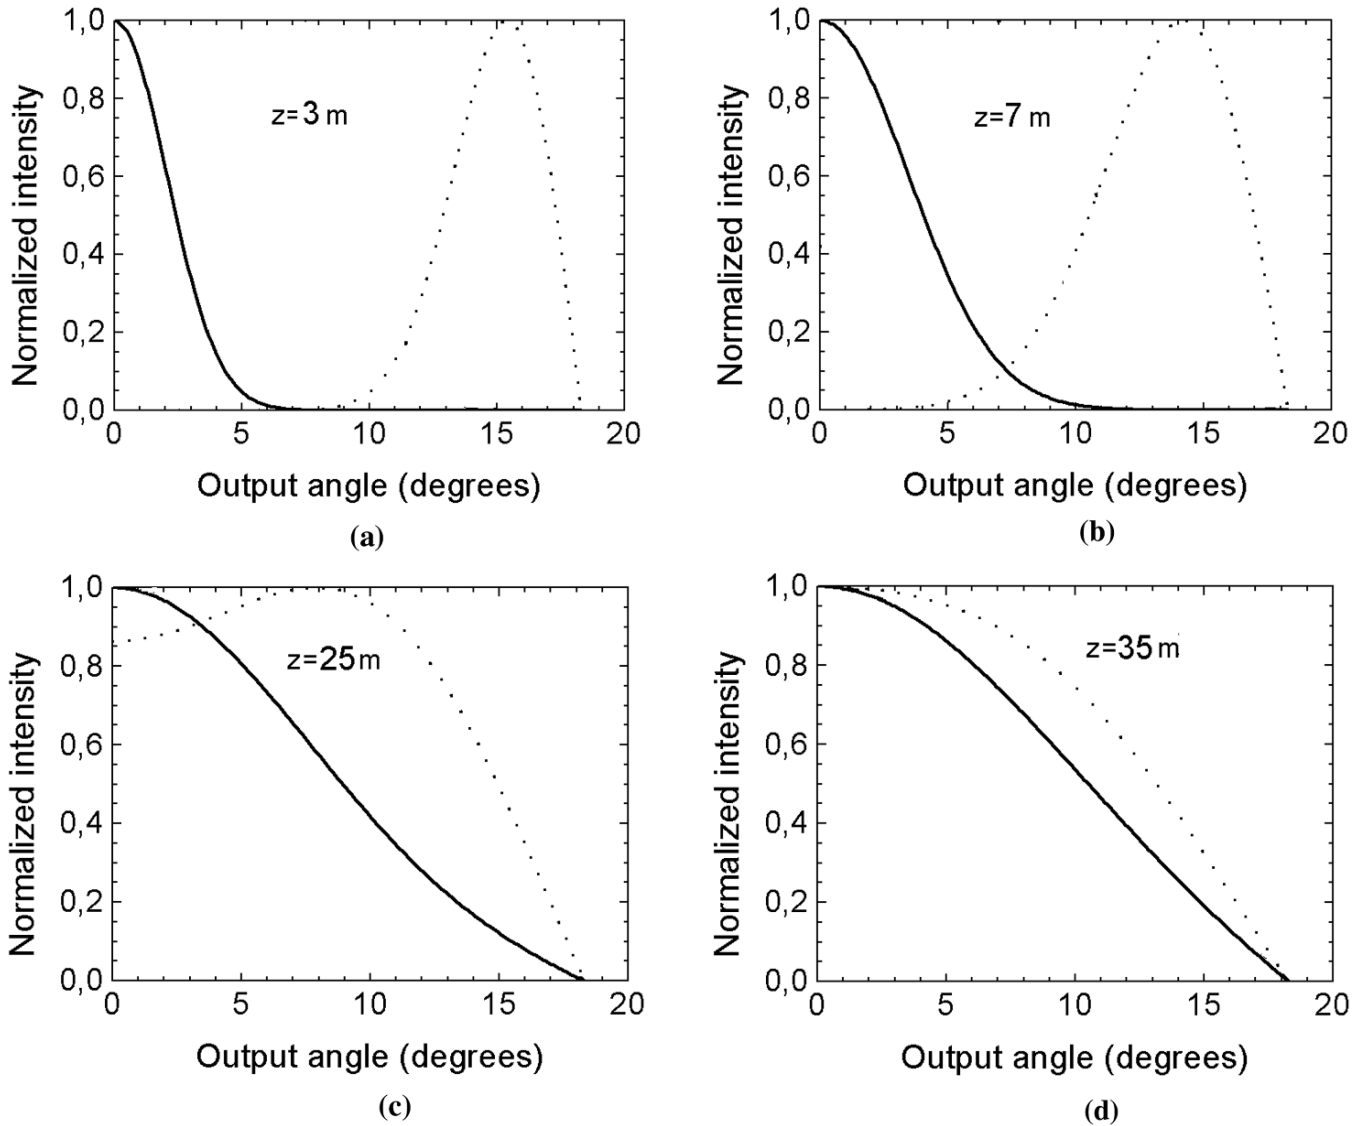 1,0
0,8
0,6
0,4
0,2
0,0
Normalized intensity
z=3 m
0 5 10 15 20
Output angle (degrees)
(a)
1,0
0,8
0,6
0,4
0,2
0,0
Normalized intensity
z=7 m
0 5 10 15 20
Output angle (degrees)
(b)
1,0
0,8
0,6
0,4
0,2
0,0
Normalized intensity
z=25 m
0 5 10 15 20
Output angle (degrees)
(c)
1,0
0,8
0,6
0,4
0,2
0,0
Normalized intensity
z=35 m
0 5 10 15 20
Output angle (degrees)
(d)